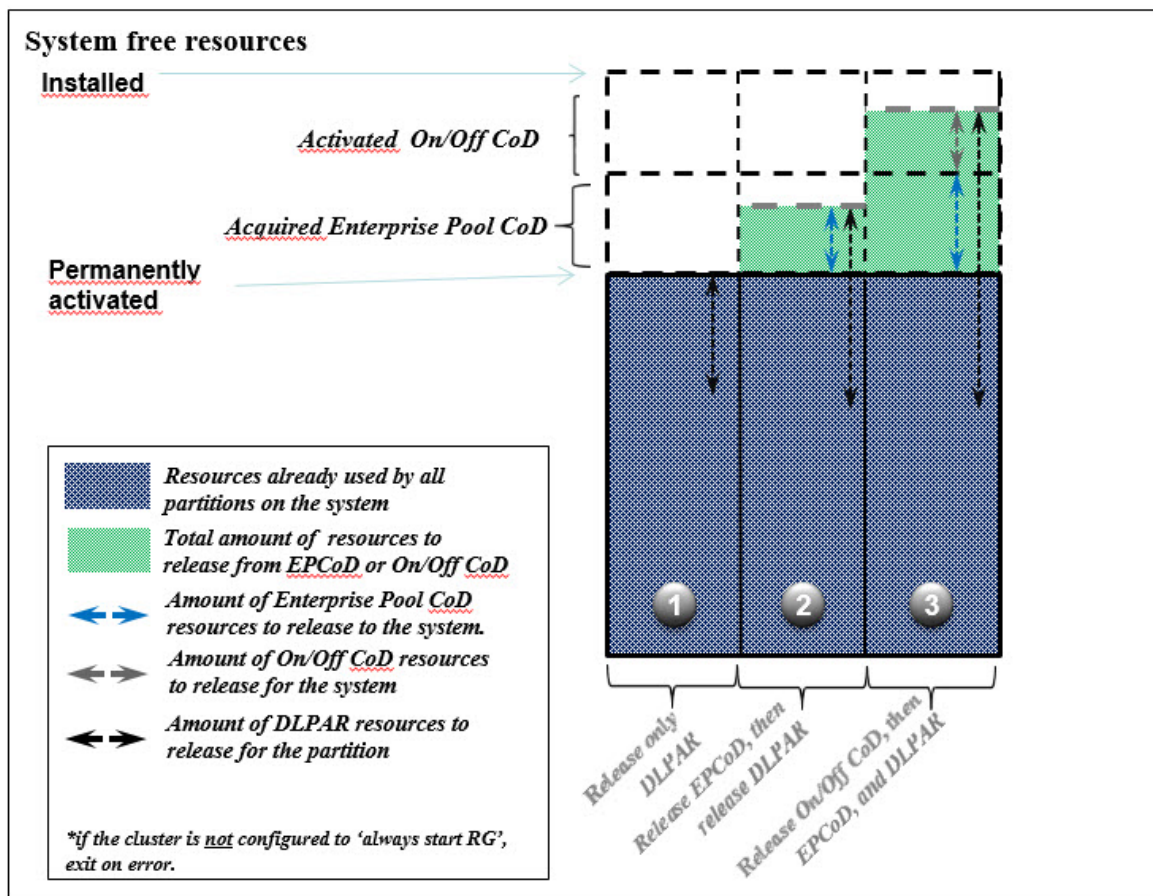 System free resources
Installed
Activated On/Off CoD
Acquired Enterprise Pool CoD
Permanently
activated
Resources already used by all
partitions on the system
Total amount of resources to
release from EPCoD or On/Off CoD
Amount of Enterprise Pool CoD
resources to release to the system.
Amount of On/Off CoD resources
to release for the system
Amount of DLPAR resources to
release for the partition
*if the cluster is not configured to ‘always start RG’,
exit on error.
1
2
3
Release only
DLPAR
Release EPCoD, then
release DLPAR
Release On/Off CoD, then
EPCoD, and DLPAR